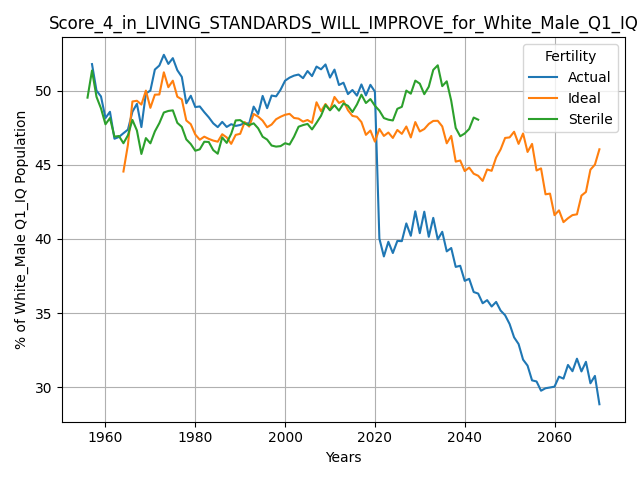 Score_4_in_LIVING_STANDARDS_WILL_IMPROVE_for_White_Male_Q1_IQ
Fertility
Actual
Ideal
Sterile
% of White_Male Q1_IQ Population
50
45
40
35
30
1960
1980
2000
2020
2040
2060
Years